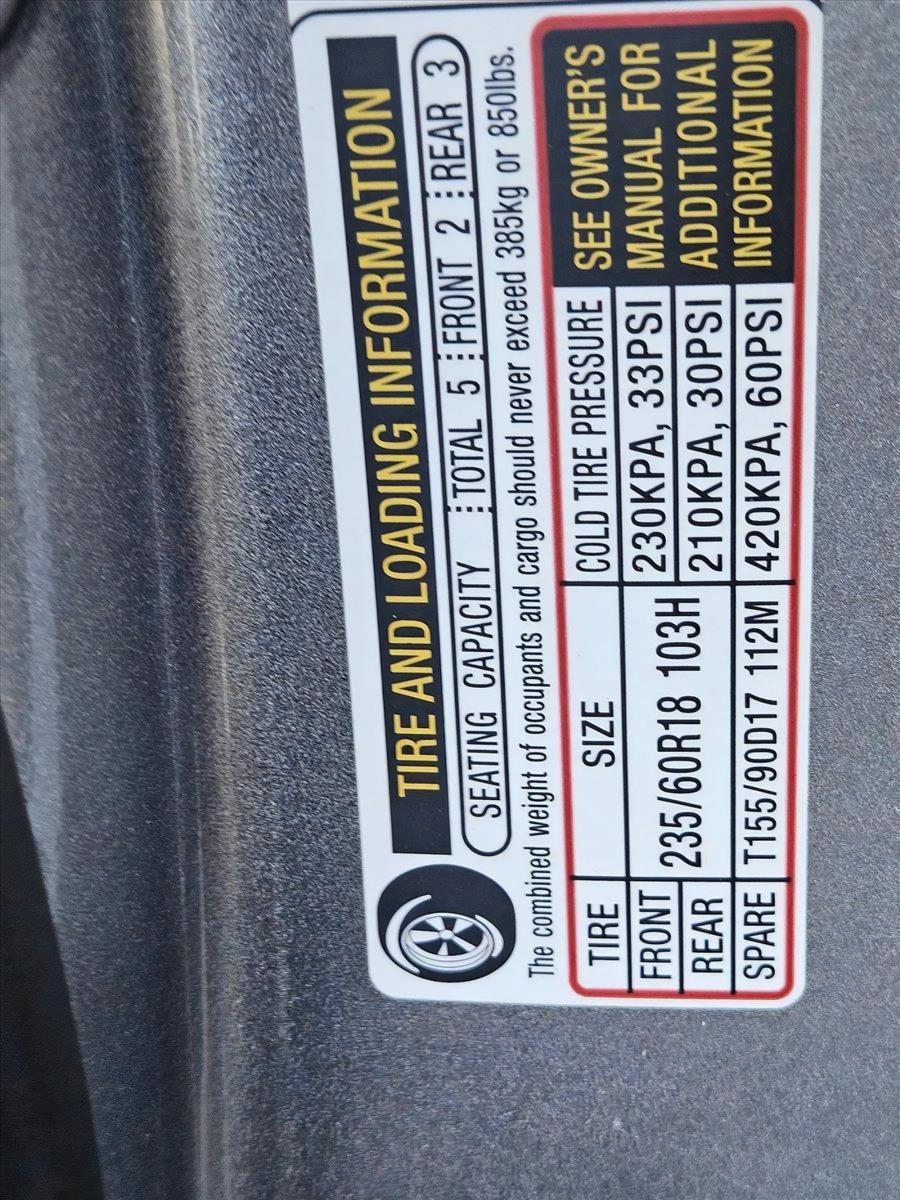 TIRE AND LOADING INFORMATION
SEATING CAPACITY TOTAL 5 FRONT 2 REAR 3
The combined weight of occupants and cargo should never exceed 385kg or 850lbs.
TIRE SIZE COLD TIRE PRESSURE
FRONT 235/60R18 103H 230KPA, 33PSI
REAR 210KPA, 30PSI
SPARE T155/90D17 112M 420KPA, 60PSI
SEE OWNER'S
MANUAL FOR
ADDITIONAL
INFORMATION